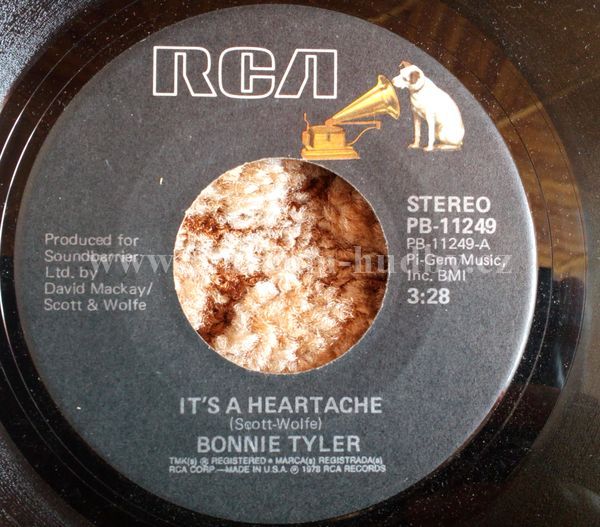 RCA
STEREO
PB-11249
PB-11249-A
Pi-Gem Music,
Inc. BMI
3:28
Produced for
Soundbarrier
Ltd. by
David Mackay/
Scott & Wolfe
IT'S A HEARTACHE
(Scott-Wolfe)
BONNIE TYLER
TMK(s) ® REGISTERED • MARCA(s) REGISTRADA(s)
RCA CORP.—MADE IN U.S.A. ℗ 1978 RCA RECORDS